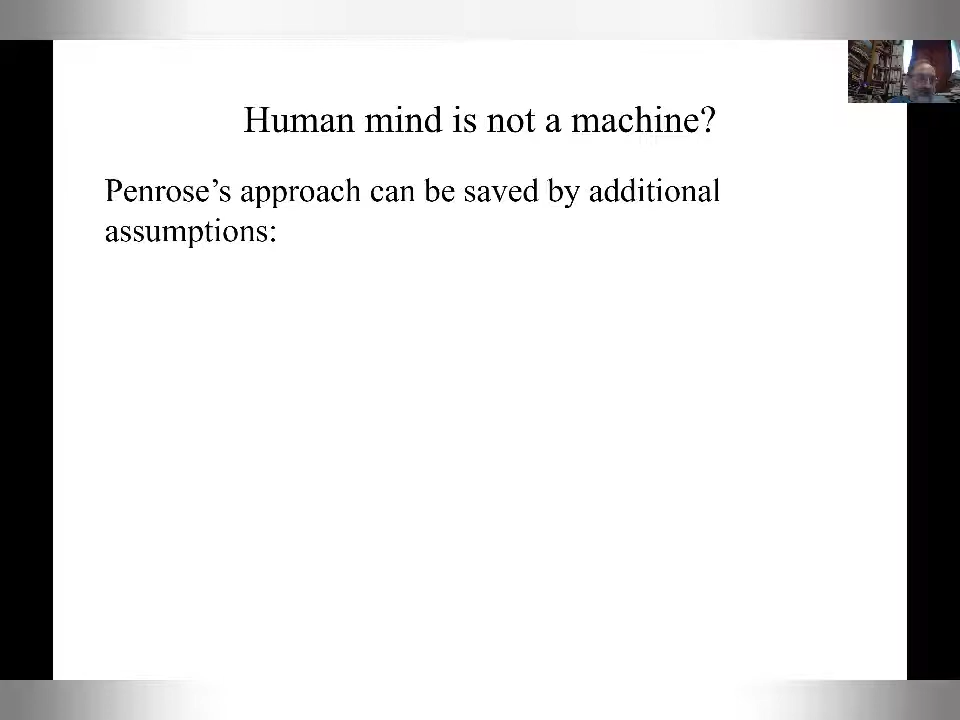 Human mind is not a machine?
Penrose’s approach can be saved by additional
assumptions: